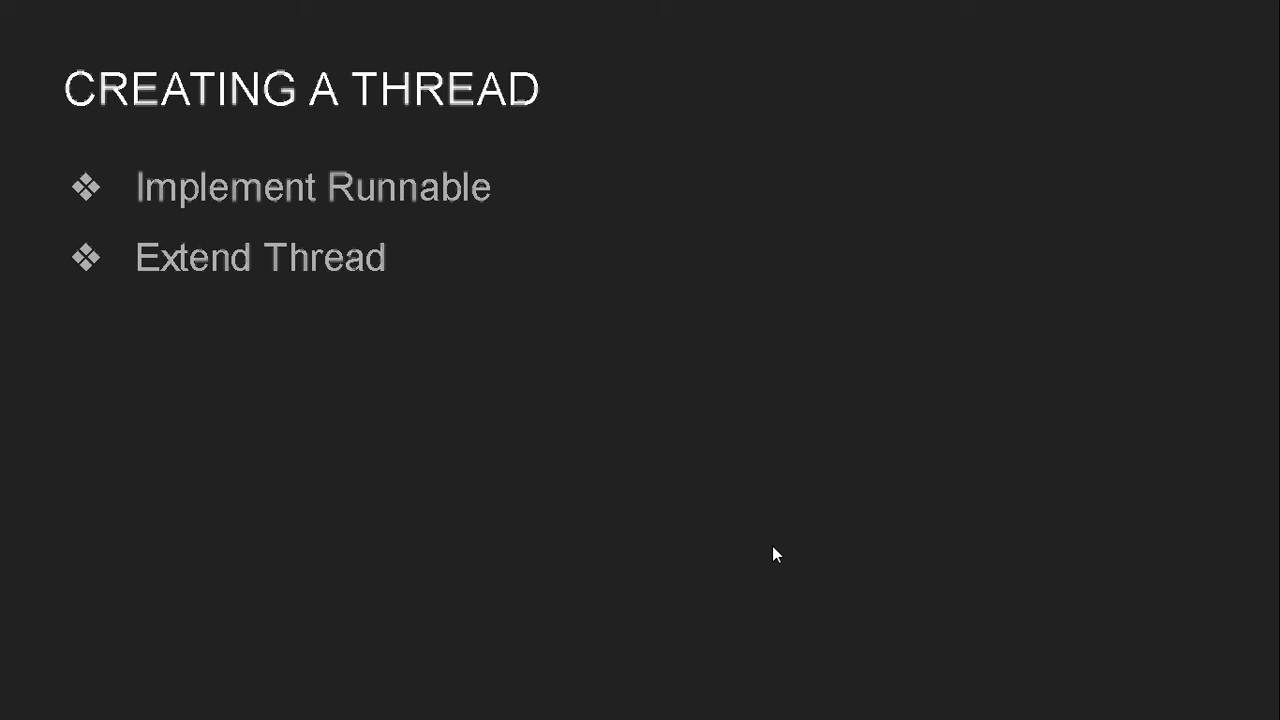 CREATING A THREAD
❖ Implement Runnable
❖ Extend Thread